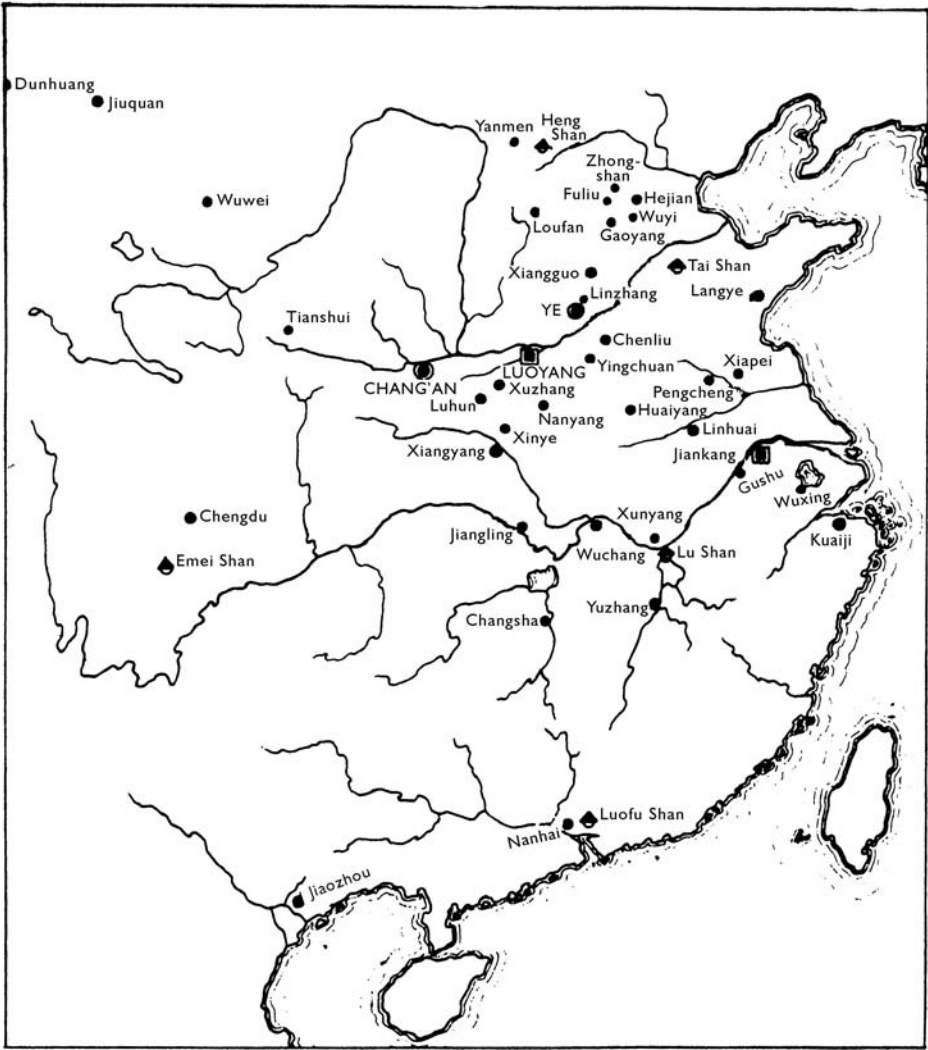 Dunhuang
Jiuquan
Yanmen
Heng
Shan
Zhong-
shan
Fuliu
Hejian
Wuwei
Wuyi
Loufan
Gaoyang
Tai Shan
Xiangguo
Langye
Linzhang
YE
Tianshui
Chenliu
Xiapei
Yingchuan
LUOYANG
CHANG'AN
Xuzhang
Pengcheng
Luhun
Nanyang
Huaiyang
Linhuai
Xinye
Xiangyang
Jiankang
Gushu
Wuxing
Chengdu
Xunyang
Jiangling
Kuaiji
Wuchang
Lu Shan
Emei Shan
Yuzhang
Changsha
Luofu Shan
Nanhai
Jiaozhou